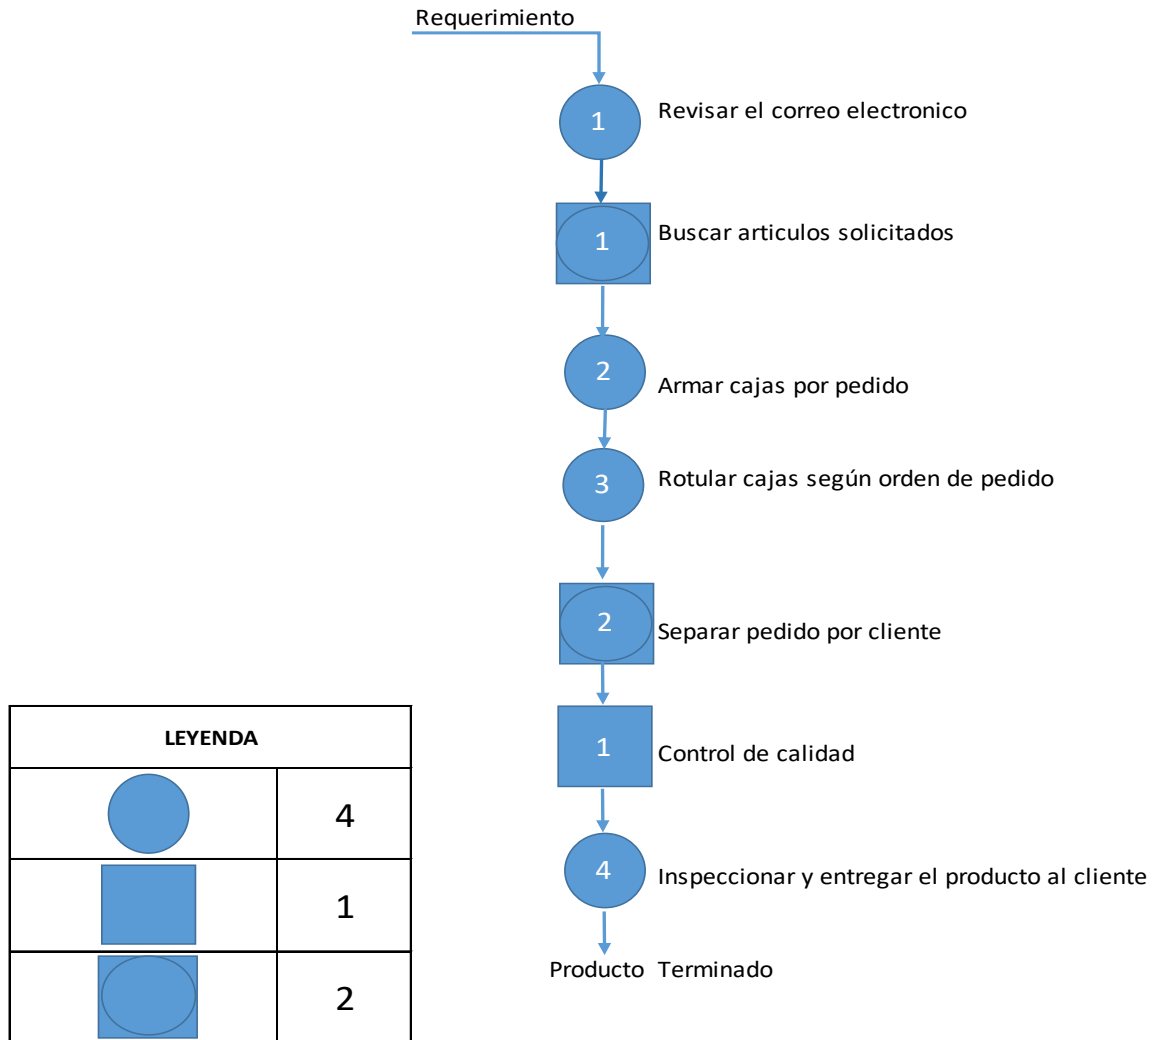 Requerimiento
1
Revisar el correo electronico
1
Buscar articulos solicitados
2
Armar cajas por pedido
3
Rotular cajas según orden de pedido
2
Separar pedido por cliente
1
Control de calidad
4
Inspeccionar y entregar el producto al cliente
Producto Terminado
LEYENDA
4
1
2